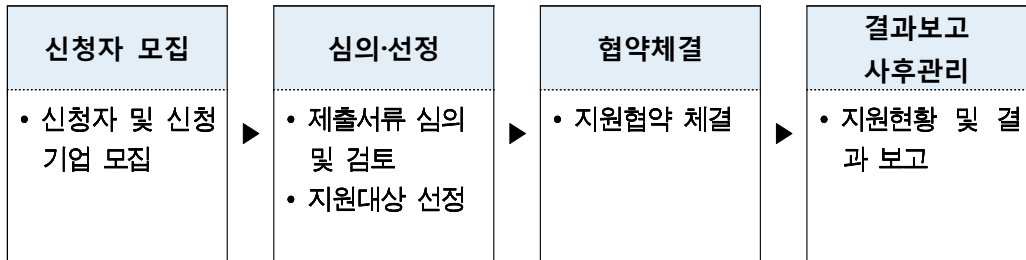 신청자 모집
• 신청자 및 신청
기업 모집
▶
심의·선정
• 제출서류 심의
및 검토
• 지원대상 선정
▶
협약체결
• 지원협약 체결
▶
결과보고
사후관리
• 지원현황 및 결
과 보고